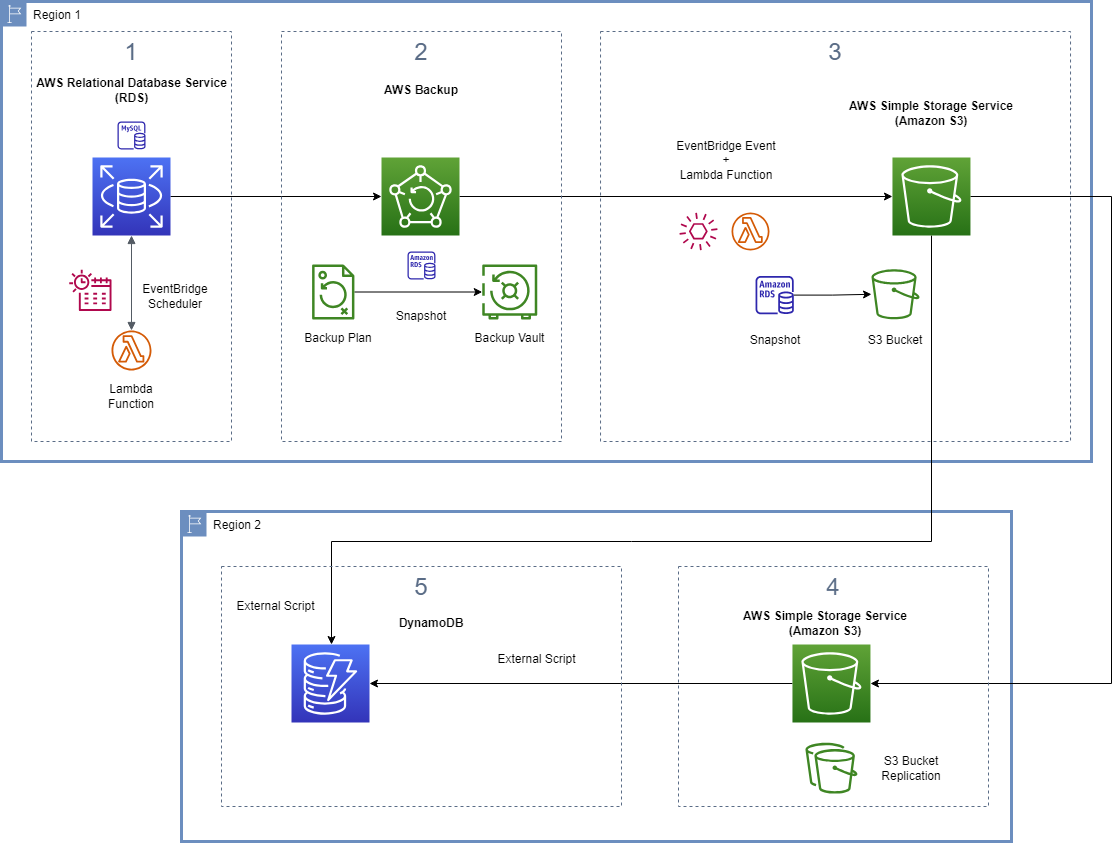 Region 1
1
AWS Relational Database Service
(RDS)
MySQL
EventBridge
Scheduler
Lambda
Function
2
AWS Backup
Amazon
RDS
Snapshot
Backup Plan
Backup Vault
3
AWS Simple Storage Service
(Amazon S3)
EventBridge Event
+
Lambda Function
Amazon
RDS
Snapshot
S3 Bucket
Region 2
5
External Script
DynamoDB
External Script
4
AWS Simple Storage Service
(Amazon S3)
S3 Bucket
Replication